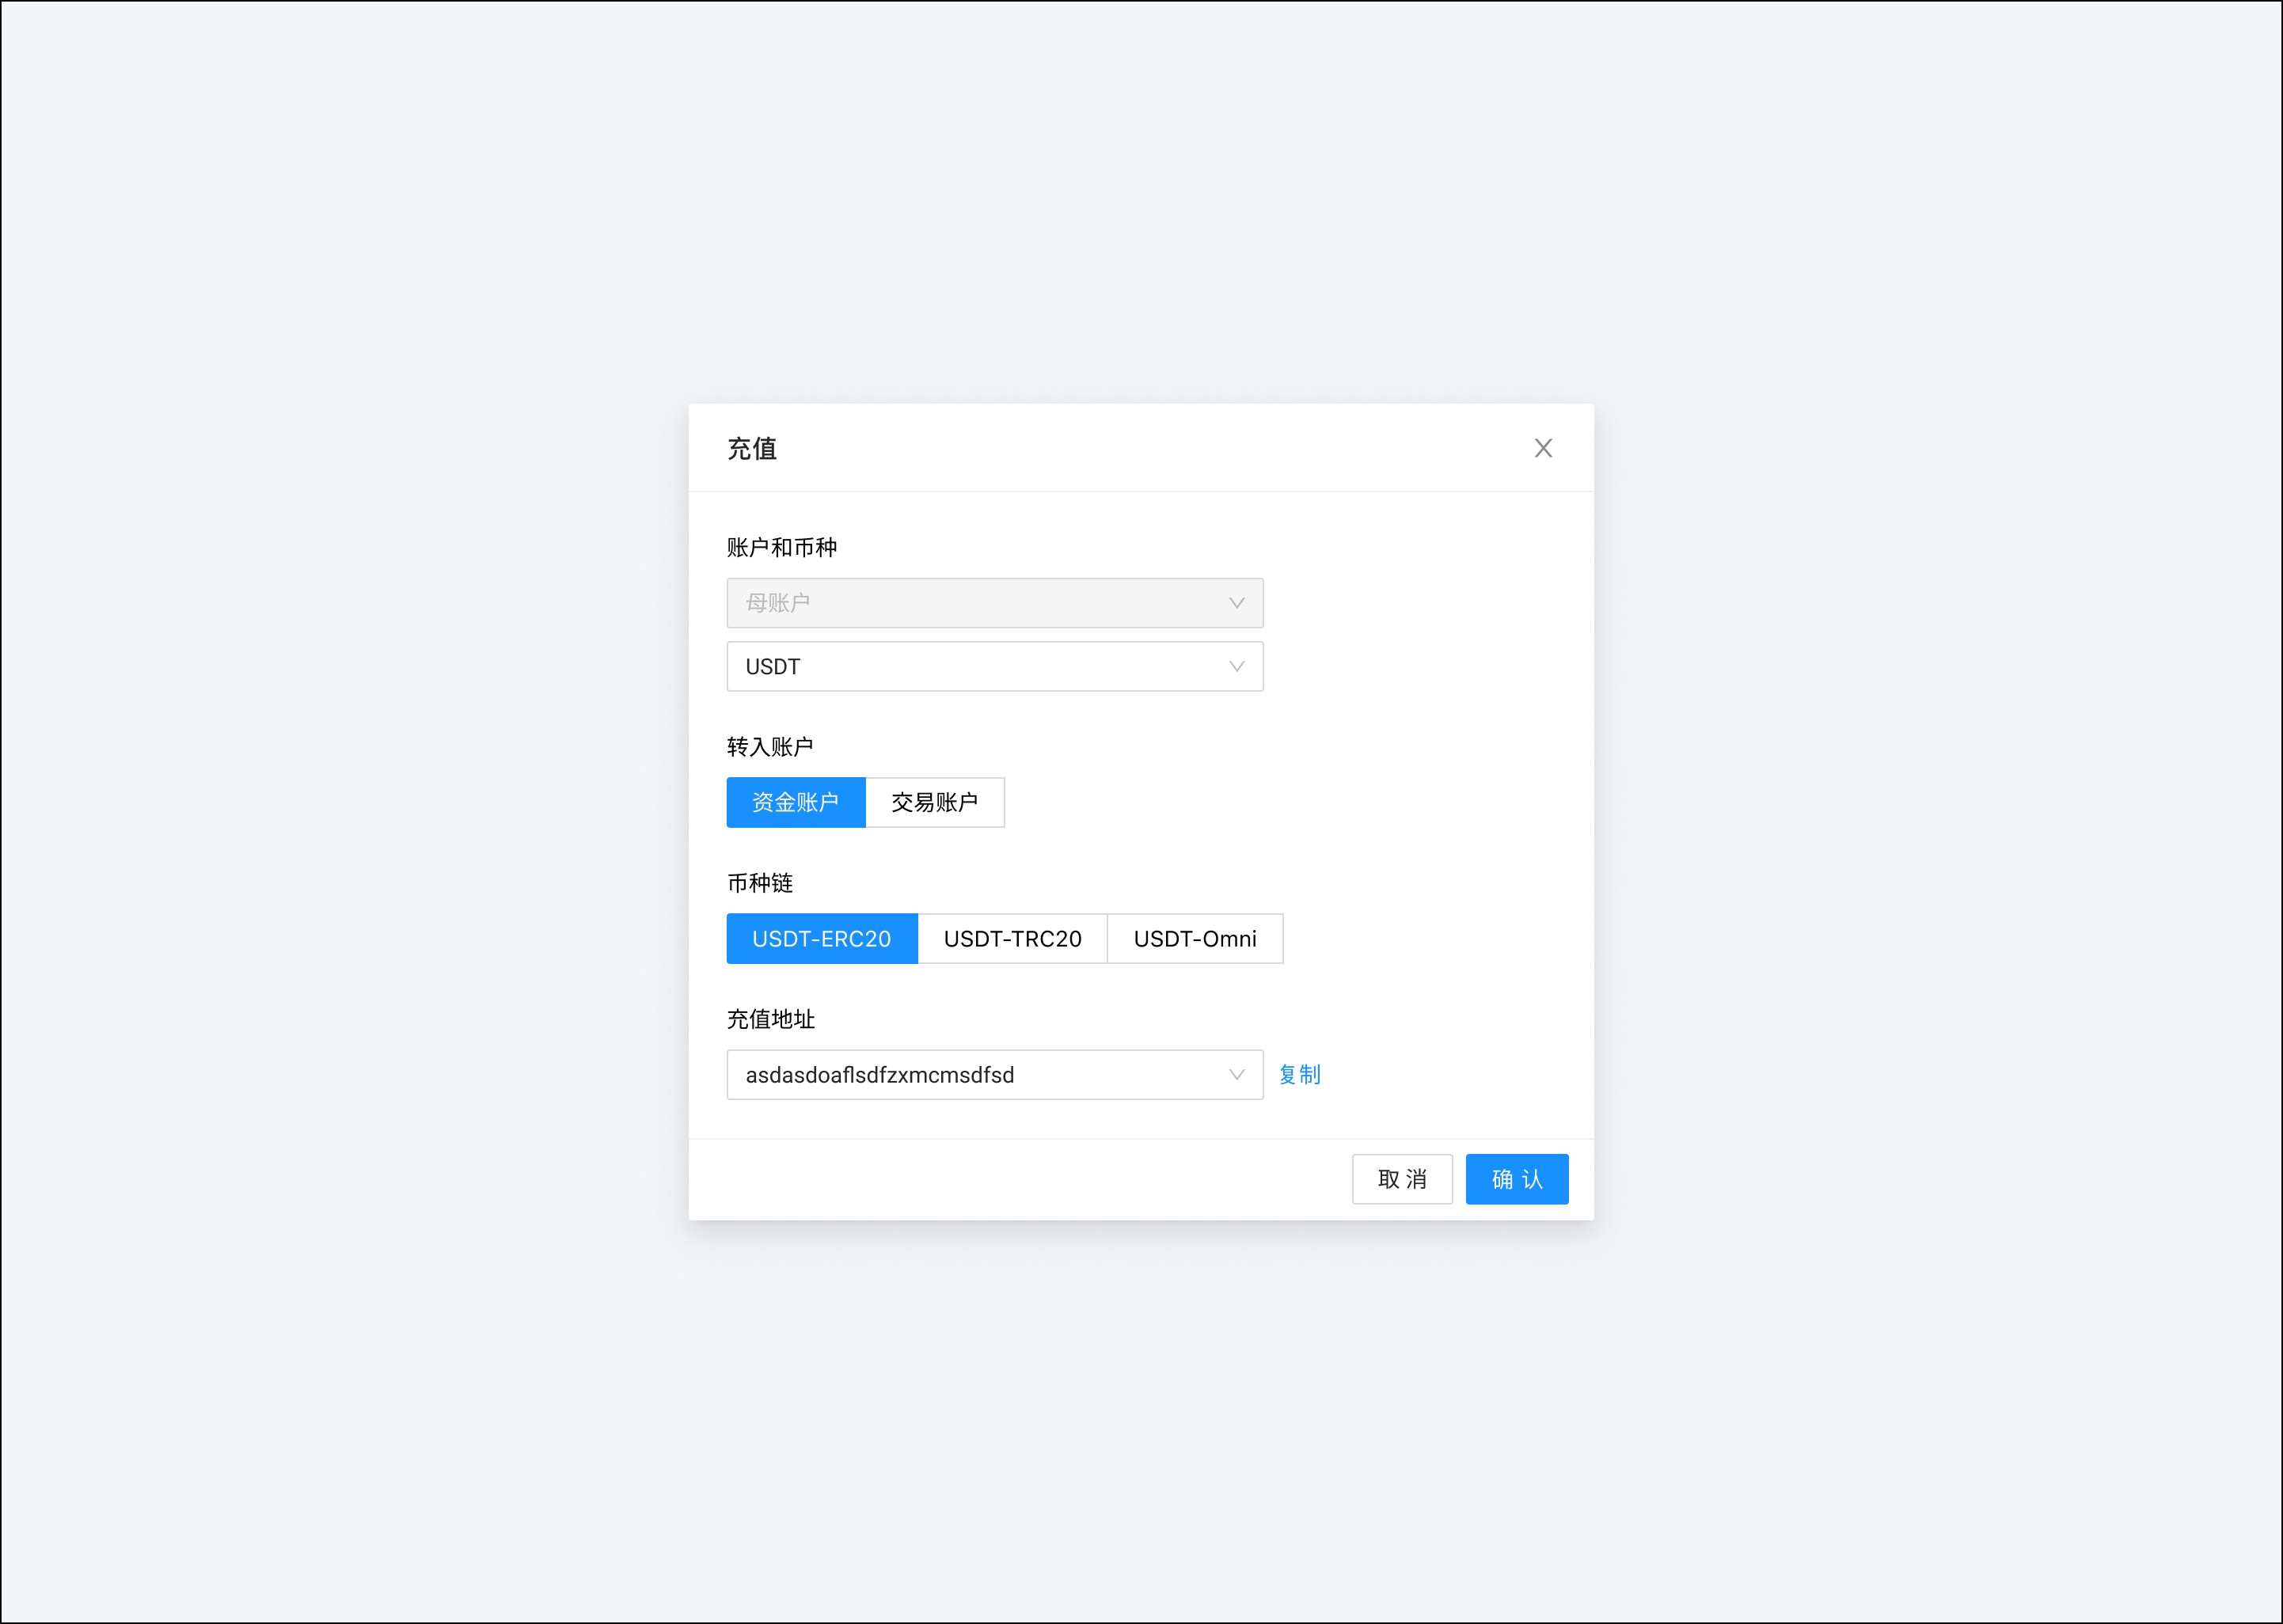 充值
账户和币种
母账户
USDT
转入账户
资金账户 交易账户
币种链
USDT-ERC20 USDT-TRC20 USDT-Omni
充值地址
asdasdoaflsdfzxmcmsdfsd 复制
取 消 确 认